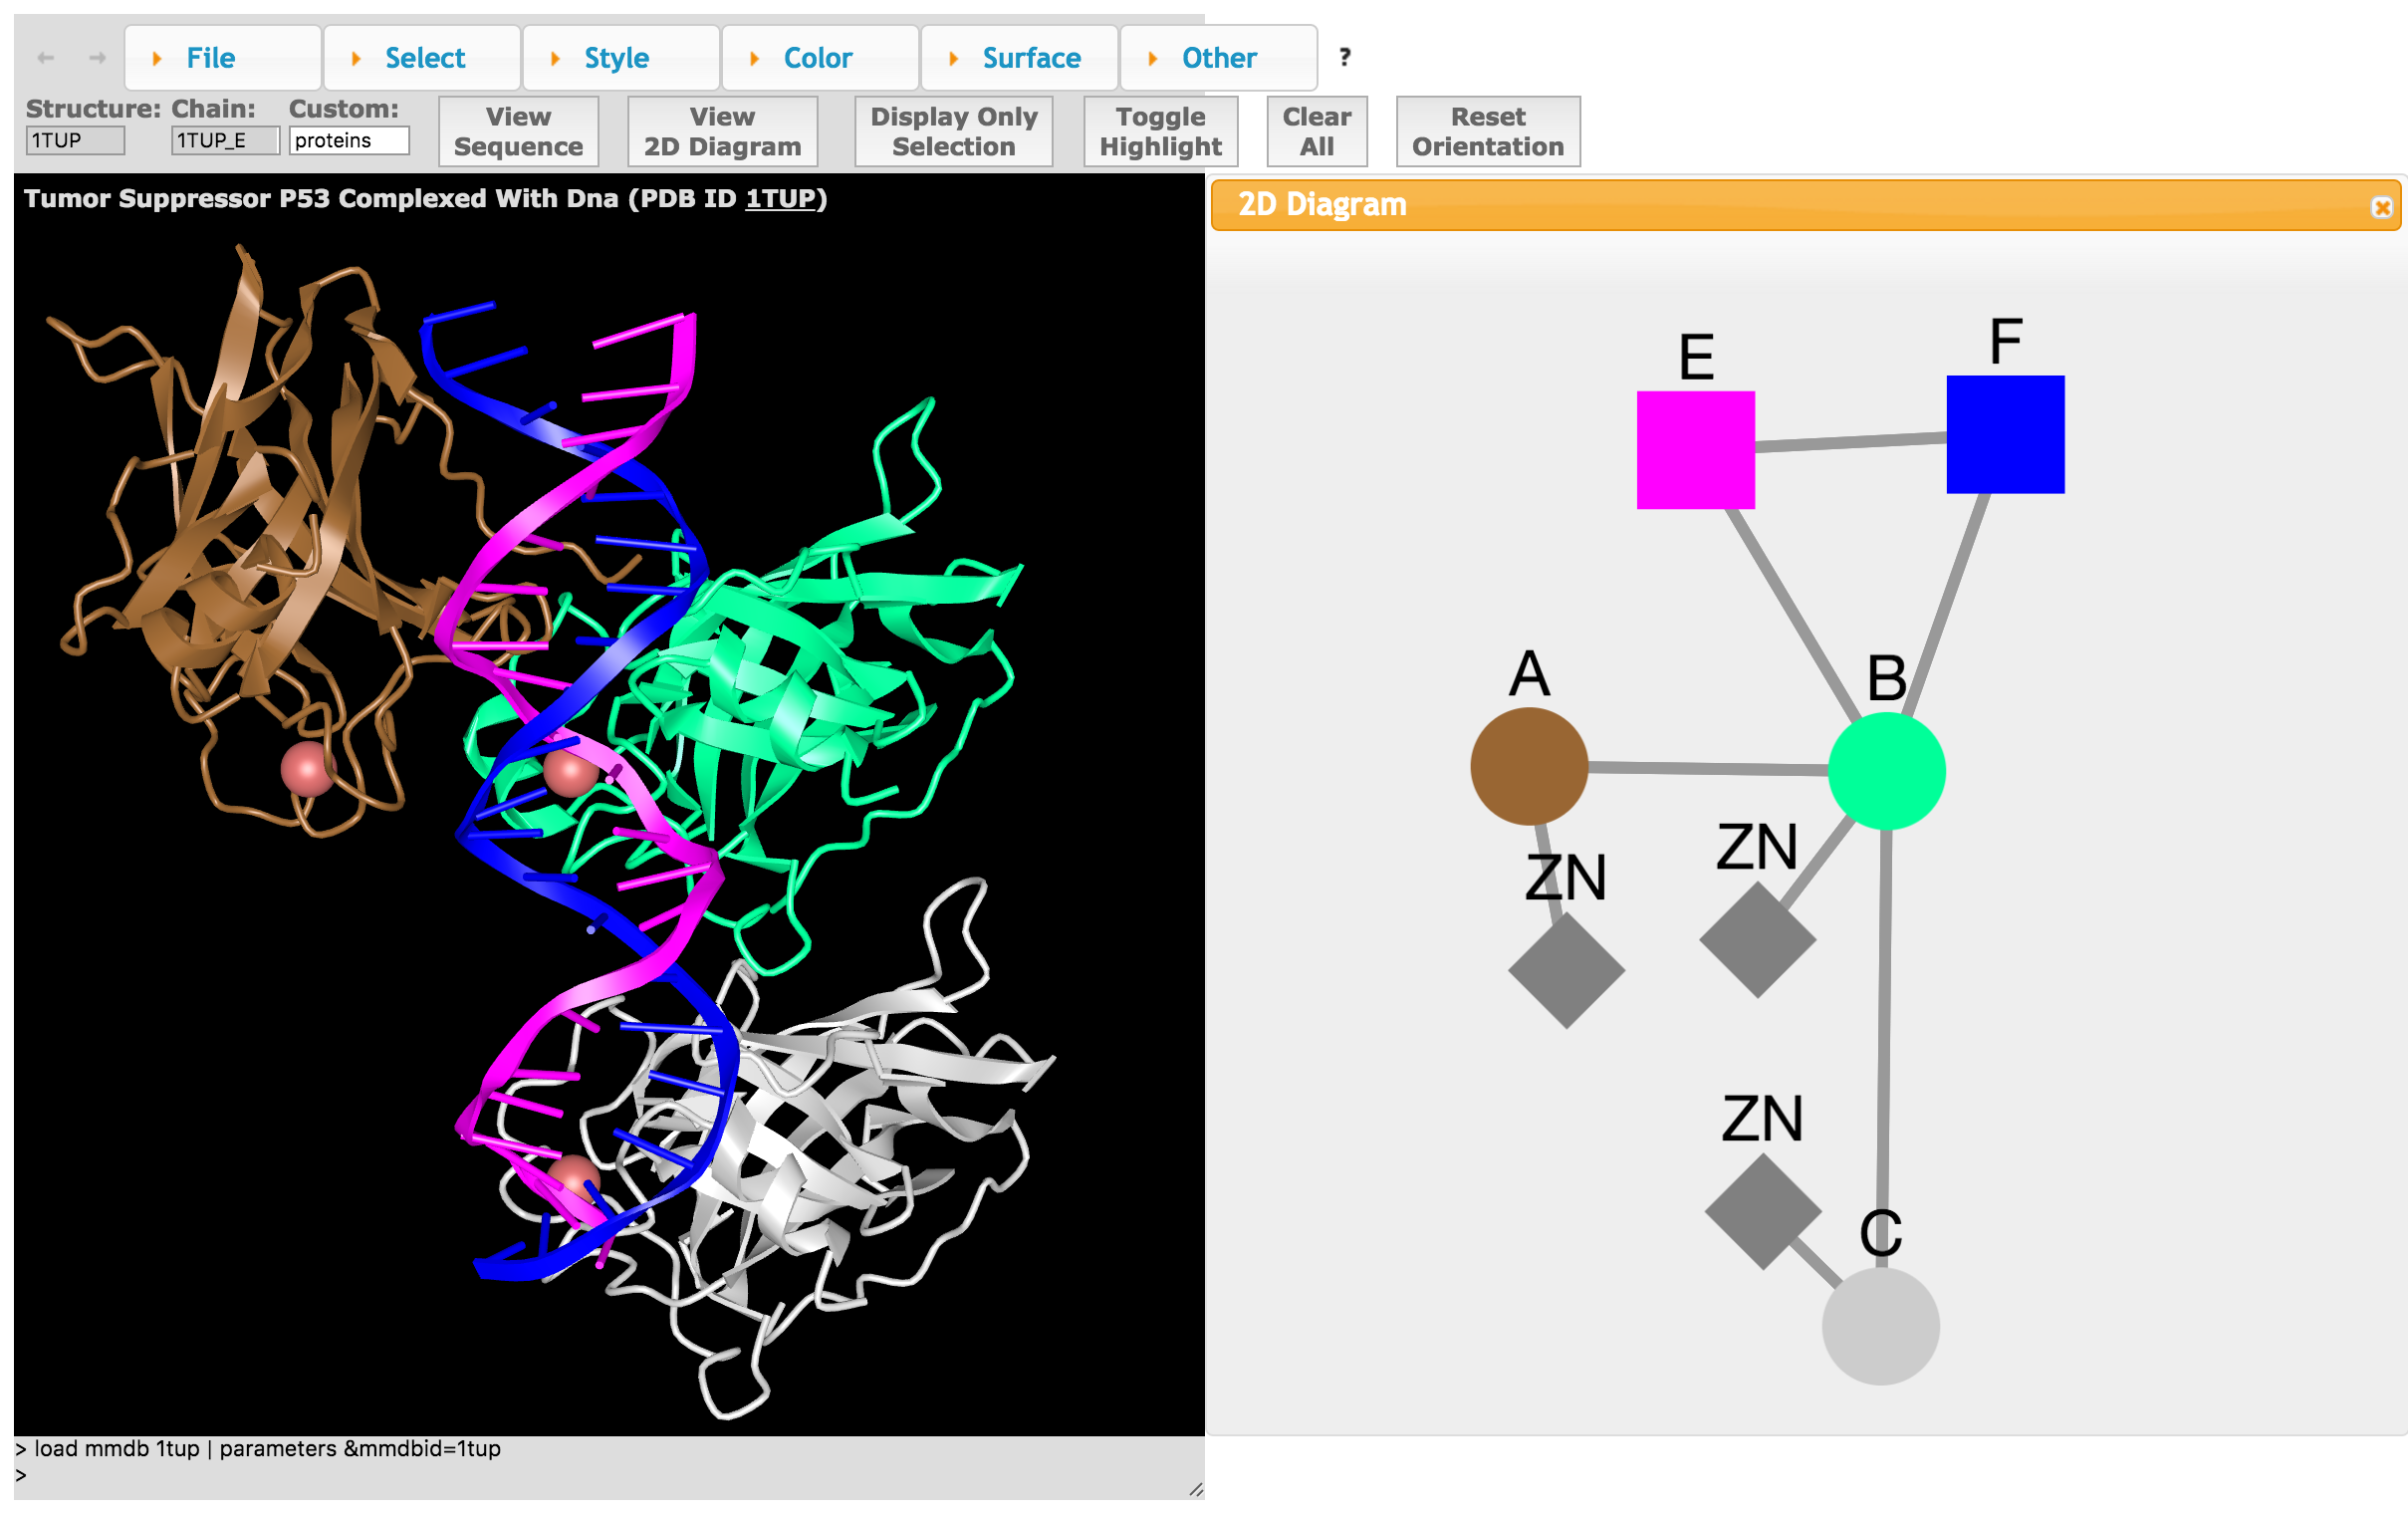 File Select Style Color Surface Other ?
Structure: Chain: Custom:
1TUP 1TUP_E proteins
View Sequence
View 2D Diagram
Display Only Selection
Toggle Highlight
Clear All
Reset Orientation
Tumor Suppressor P53 Complexed With Dna (PDB ID 1TUP)
2D Diagram
E
F
A
B
ZN
ZN
ZN
C
> load mmdb 1tup | parameters &mmdbid=1tup
>